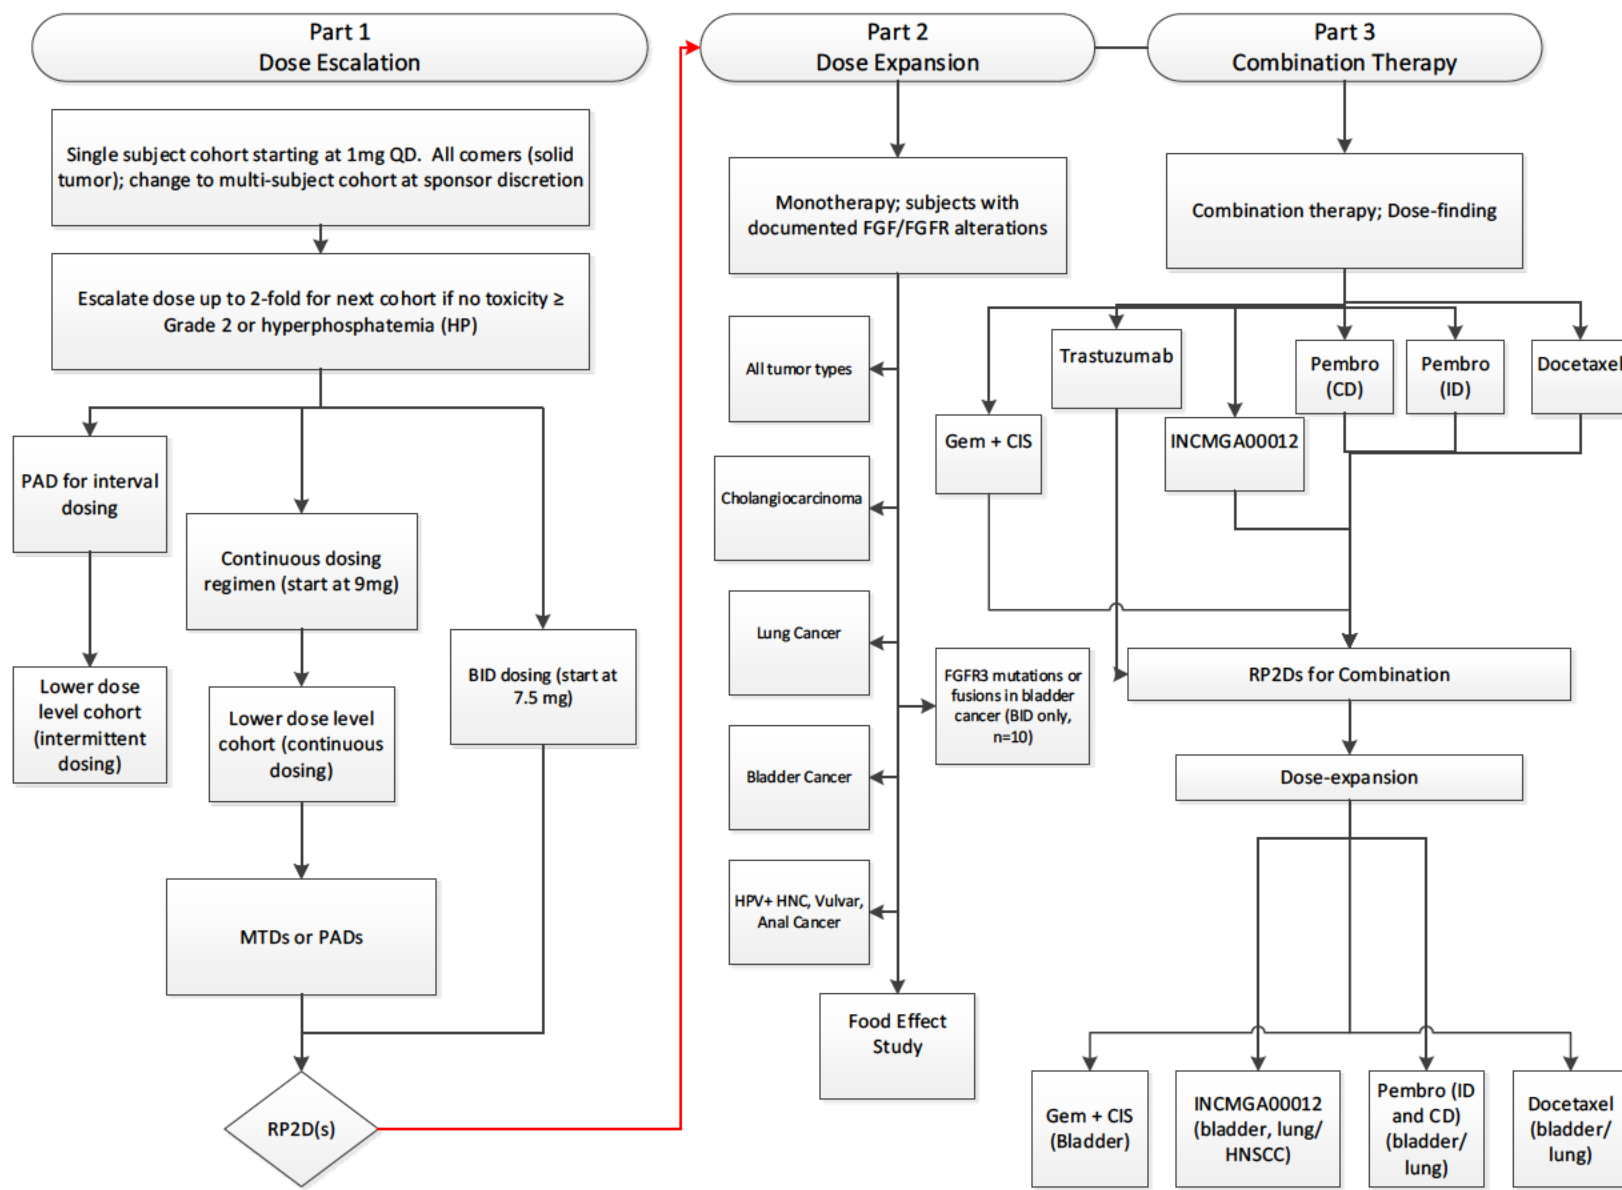 Part 1
Dose Escalation
Single subject cohort starting at 1mg QD.  All comers (solid
tumor); change to multi-subject cohort at sponsor discretion
Escalate dose up to 2-fold for next cohort if no toxicity ≥
Grade 2 or hyperphosphatemia (HP)
PAD for interval
dosing
Lower dose
level cohort
(intermittent
dosing)
Continuous dosing
regimen (start at 9mg)
Lower dose level
cohort (continuous
dosing)
BID dosing (start at
7.5 mg)
MTDs or PADs
RP2D(s)
Part 2
Dose Expansion
Monotherapy; subjects with
documented FGF/FGFR alterations
All tumor types
Cholangiocarcinoma
Lung Cancer
FGFR3 mutations or
fusions in bladder
cancer (BID only,
n=10)
Bladder Cancer
HPV+ HNC, Vulvar,
Anal Cancer
Food Effect
Study
Part 3
Combination Therapy
Combination therapy; Dose-finding
Gem + CIS
Trastuzumab
INCMGA00012
Pembro
(CD)
Pembro
(ID)
Docetaxel
RP2Ds for Combination
Dose-expansion
Gem + CIS
(Bladder)
INCMGA00012
(bladder, lung/
HNSCC)
Pembro (ID
and CD)
(bladder/
lung)
Docetaxel
(bladder/
lung)